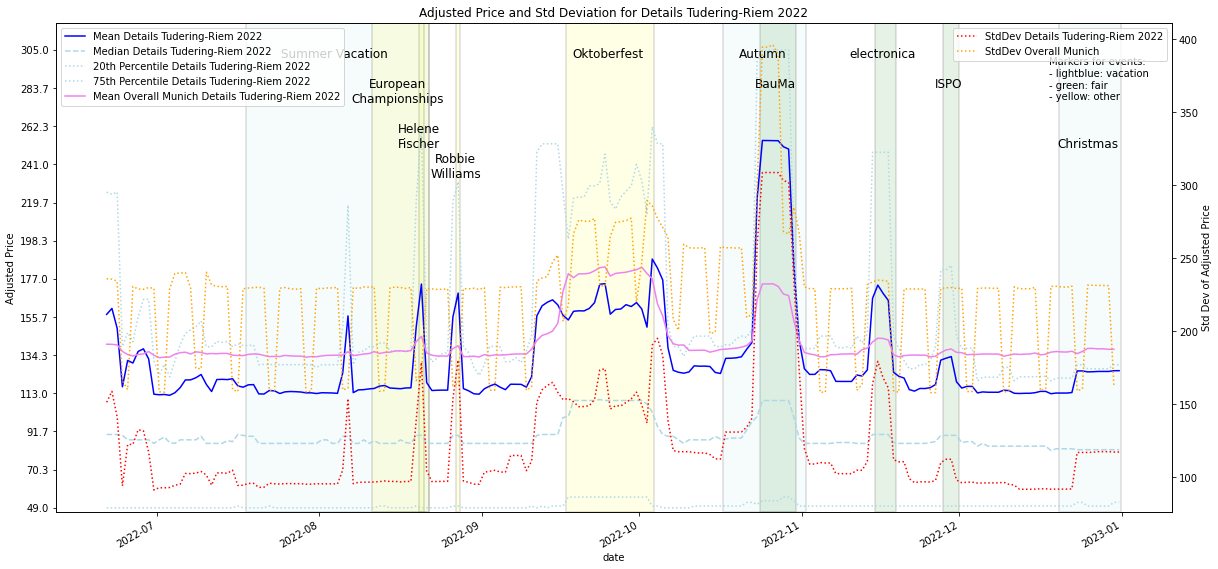 Adjusted Price and Std Deviation for Details Tudering-Riem 2022
Mean Details Tudering-Riem 2022
Median Details Tudering-Riem 2022
20th Percentile Details Tudering-Riem 2022
75th Percentile Details Tudering-Riem 2022
Mean Overall Munich Details Tudering-Riem 2022
StdDev Details Tudering-Riem 2022
StdDev Overall Munich
Summer Vacation
Oktoberfest
Autumn
electronica
Markers for events:
- lightblue: vacation
- green: fair
- yellow: other
European
Championships
BauMa
ISPO
Helene
Fischer
Robbie
Williams
Christmas
Adjusted Price
305.0
283.7
262.3
241.0
219.7
198.3
177.0
155.7
134.3
113.0
91.7
70.3
49.0
Std Dev of Adjusted Price
400
350
300
250
200
150
100
2022-07
2022-08
2022-09
2022-10
2022-11
2022-12
2023-01
date